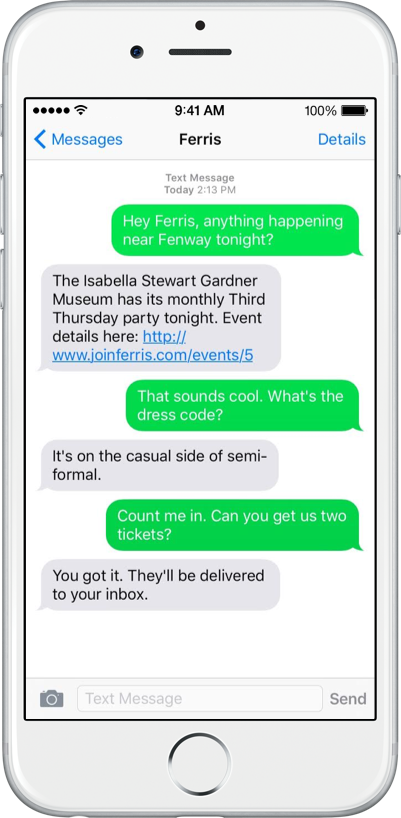 9:41 AM
100%
Messages
Ferris
Details
Text Message
Today 2:13 PM
Hey Ferris, anything happening
near Fenway tonight?
The Isabella Stewart Gardner
Museum has its monthly Third
Thursday party tonight. Event
details here: http://
www.joinferris.com/events/5
That sounds cool. What's the
dress code?
It's on the casual side of semi-
formal.
Count me in. Can you get us two
tickets?
You got it. They'll be delivered
to your inbox.
Text Message
Send